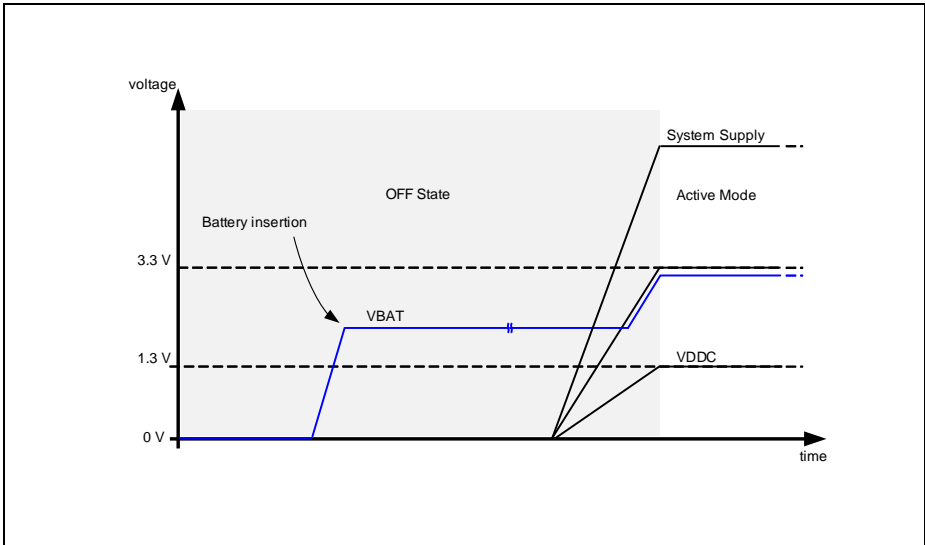 voltage
System Supply
OFF State
Active Mode
Battery insertion
3.3 V
VBAT
1.3 V
VDDC
0 V
time